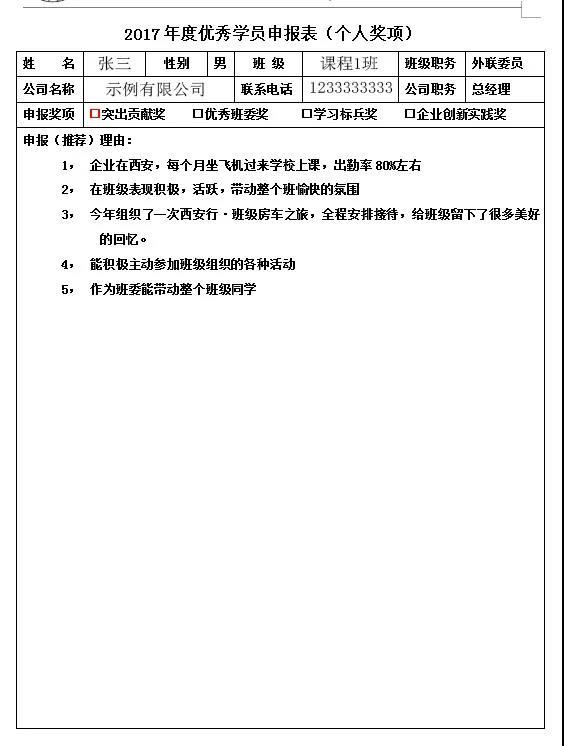 2017年度优秀学员申报表（个人奖项）
姓 名 张三 性别 男 班 级 课程1班 班级职务 外联委员
公司名称 示例有限公司 联系电话 1233333333 公司职务 总经理
申报奖项 口突出贡献奖 口优秀班委奖 口学习标兵奖 口企业创新实践奖
申报（推荐）理由：
1， 企业在西安，每个月坐飞机过来学校上课，出勤率80%左右
2， 在班级表现积极，活跃，带动整个班愉快的氛围
3， 今年组织了一次西安行·班级房车之旅，全程安排接待，给班级留下了很多美好
的回忆。
4， 能积极主动参加班级组织的各种活动
5， 作为班委能带动整个班级同学